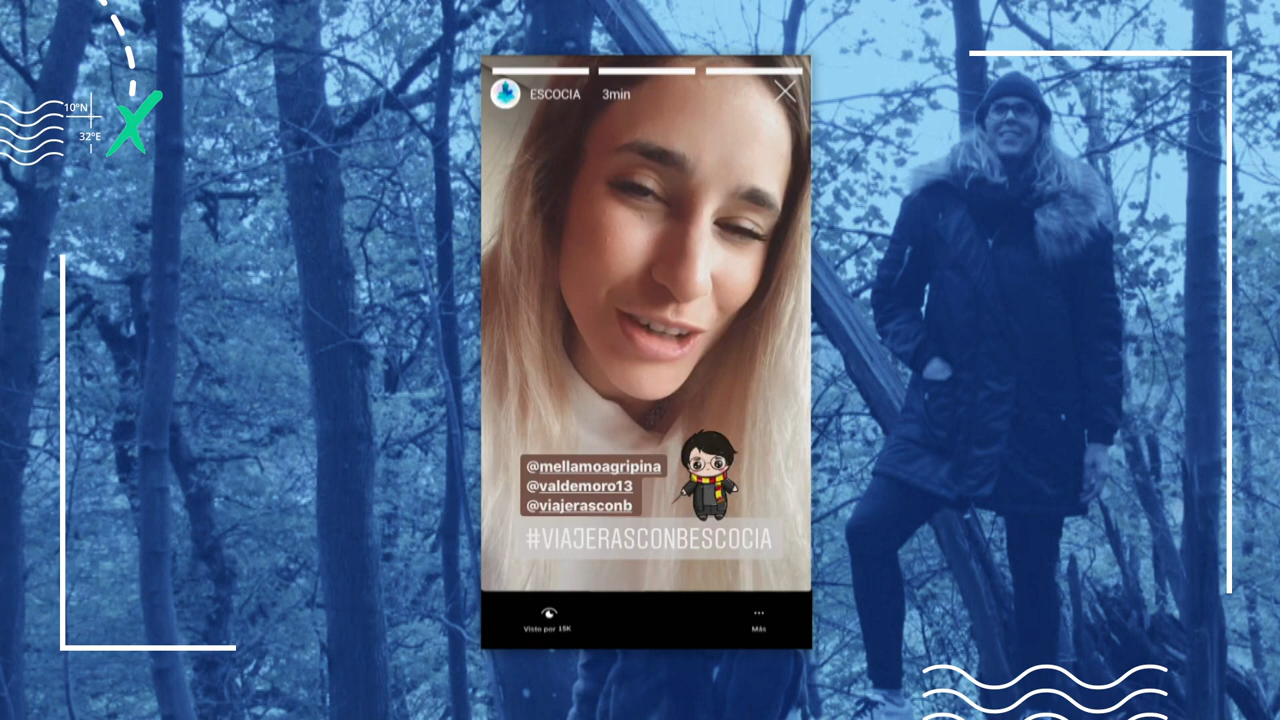 10°N
32°E
ESCOCIA 3min
@mellamoagripina
@valdemoro13
@viajerasconb
#VIAJERASCONBESCOCIA
Visto por 15K
Más